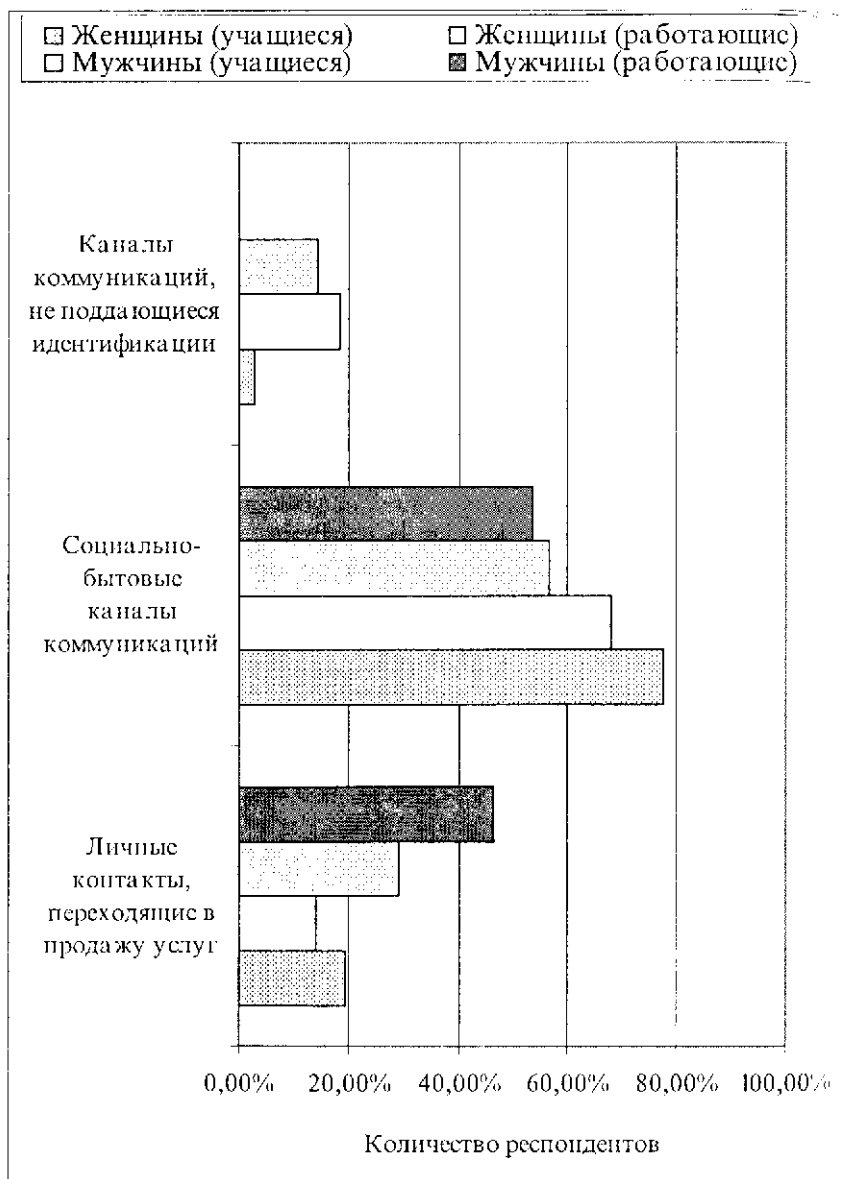 Женщины (учащиеся) Женщины (работающие)
Мужчины (учащиеся) Мужчины (работающие)
Каналы
коммуникаций,
не поддающиеся
идентификации
Социально-
бытовые
каналы
коммуникаций
Личные
контакты,
переходящие в
продажу услуг
0,00% 20,00% 40,00% 60,00% 80,00% 100,00%
Количество респондентов